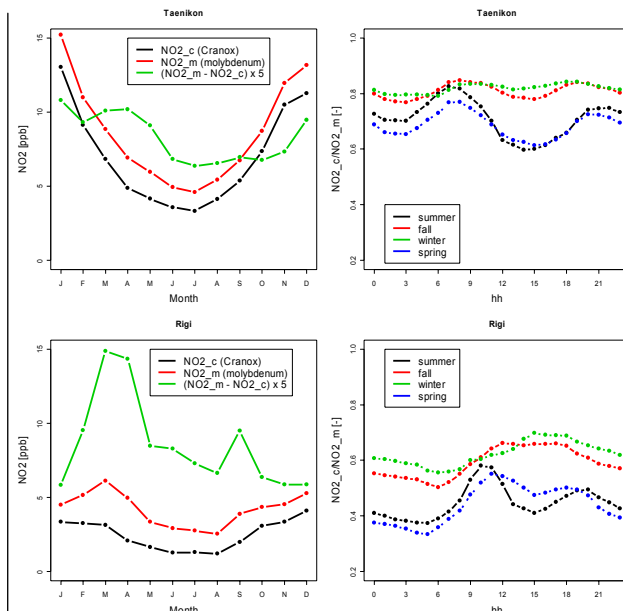 Taenikon
NO2 [ppb]
15
10
5
0
NO2_c (Cranox)
NO2_m (molybdenum)
(NO2_m - NO2_c) x 5
J F M A M J J A S O N D
Month
Taenikon
NO2_c/NO2_m [-]
1.0
0.8
0.6
0.4
0.2
summer
fall
winter
spring
0 3 6 9 12 15 18 21
hh
Rigi
NO2 [ppb]
15
10
5
0
NO2_c (Cranox)
NO2_m (molybdenum)
(NO2_m - NO2_c) x 5
J F M A M J J A S O N D
Month
Rigi
NO2_c/NO2_m [-]
1.0
0.8
0.6
0.4
0.2
summer
fall
winter
spring
0 3 6 9 12 15 18 21
hh